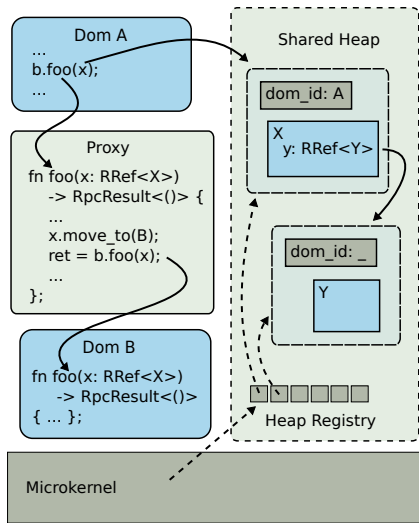 Dom A
...
b.foo(x);
...
Proxy
fn foo(x: RRef<X>)
-> RpcResult<()> {
...
x.move_to(B);
ret = b.foo(x);
...
};
Dom B
fn foo(x: RRef<X>)
-> RpcResult<()>
{ ... };
Shared Heap
dom_id: A
X
y: RRef<Y>
dom_id: _
Y
Heap Registry
Microkernel